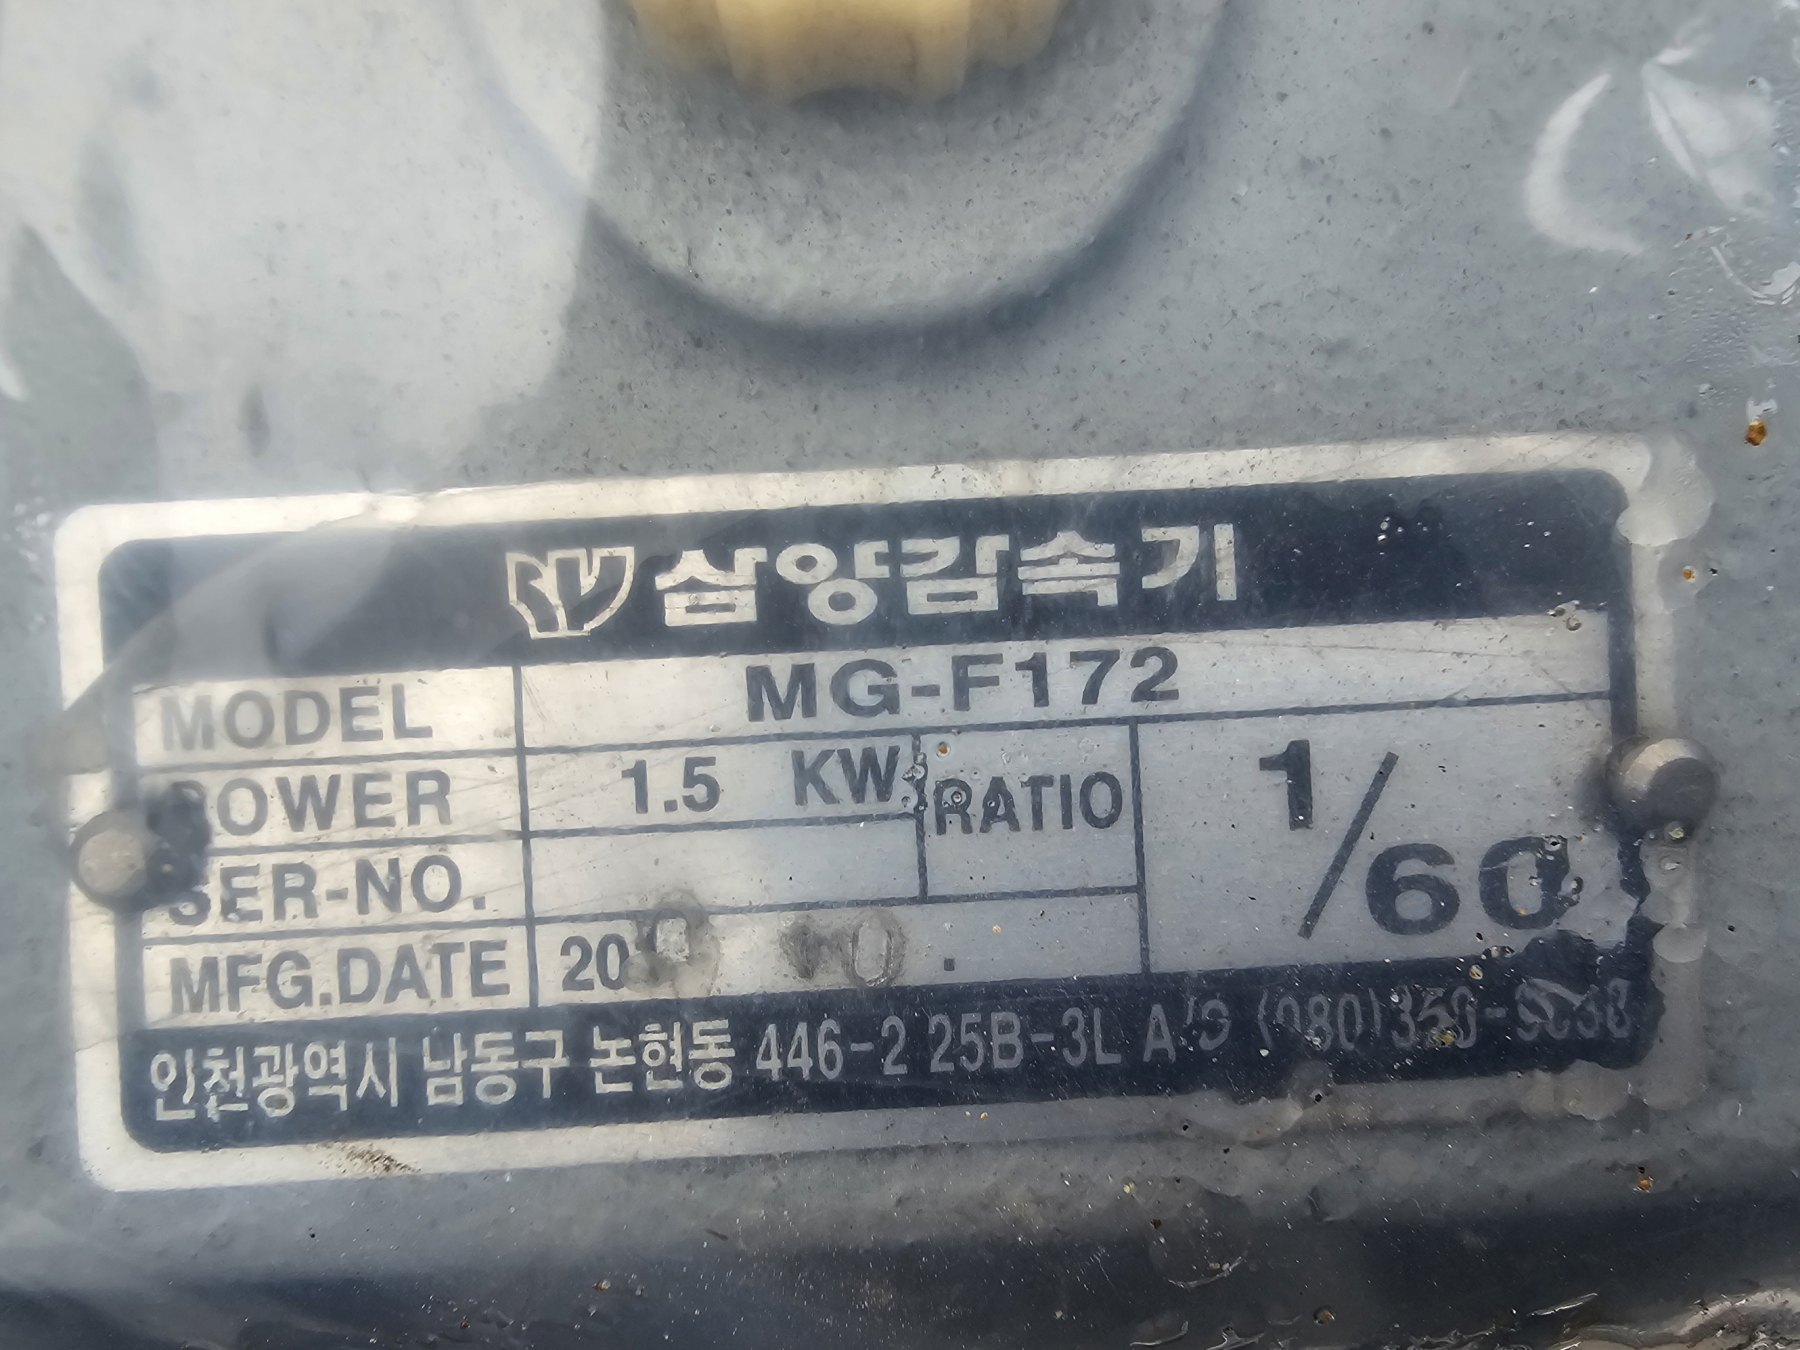 삼양감속기
MODEL MG-F172
POWER 1.5 KW RATIO 1/60
SER-NO.
MFG.DATE
인천광역시 남동구 논현동 446-2 25B-3L A/S